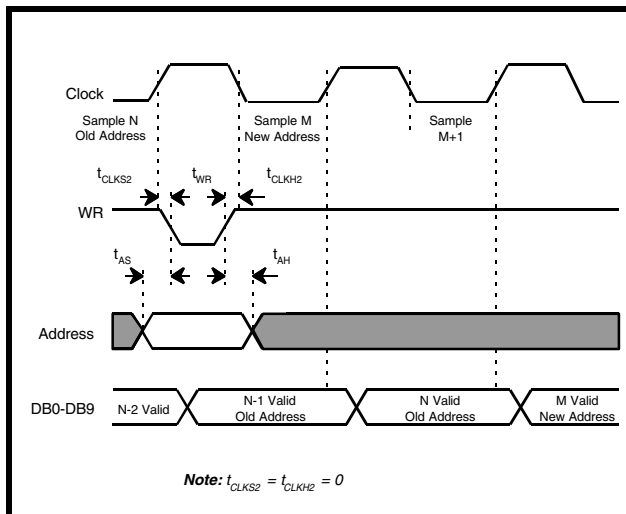 Clock
Sample N
Old Address
Sample M
New Address
Sample
M+1
tCLKS2
tWR
tCLKH2
WR
tAS
tAH
Address
DB0-DB9
N-2 Valid
N-1 Valid
Old Address
N Valid
Old Address
M Valid
New Address
Note: tCLKS2 = tCLKH2 = 0